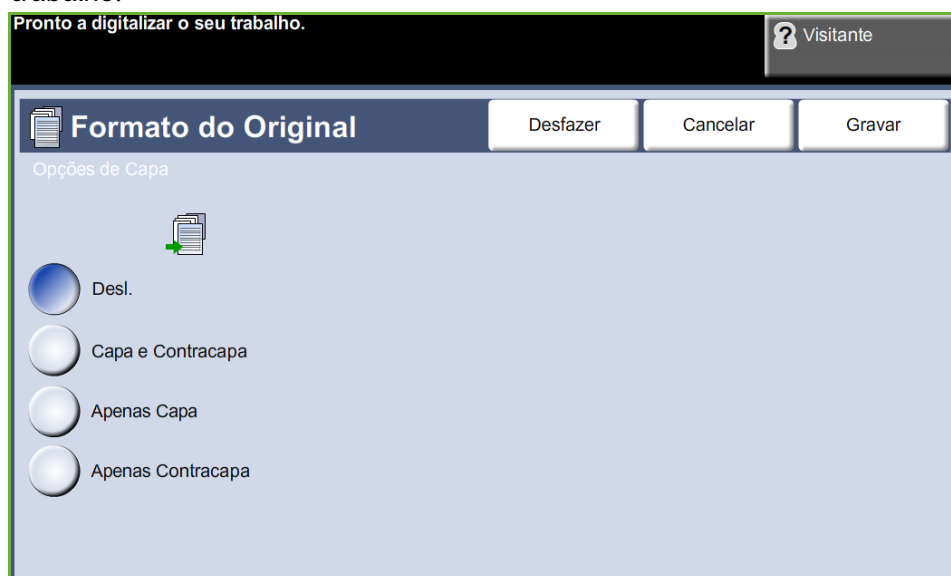 Pronto a digitalizar o seu trabalho.
? Visitante
Formato do Original
Desfazer
Cancelar
Gravar
Opções de Capa
Desl.
Capa e Contracapa
Apenas Capa
Apenas Contracapa